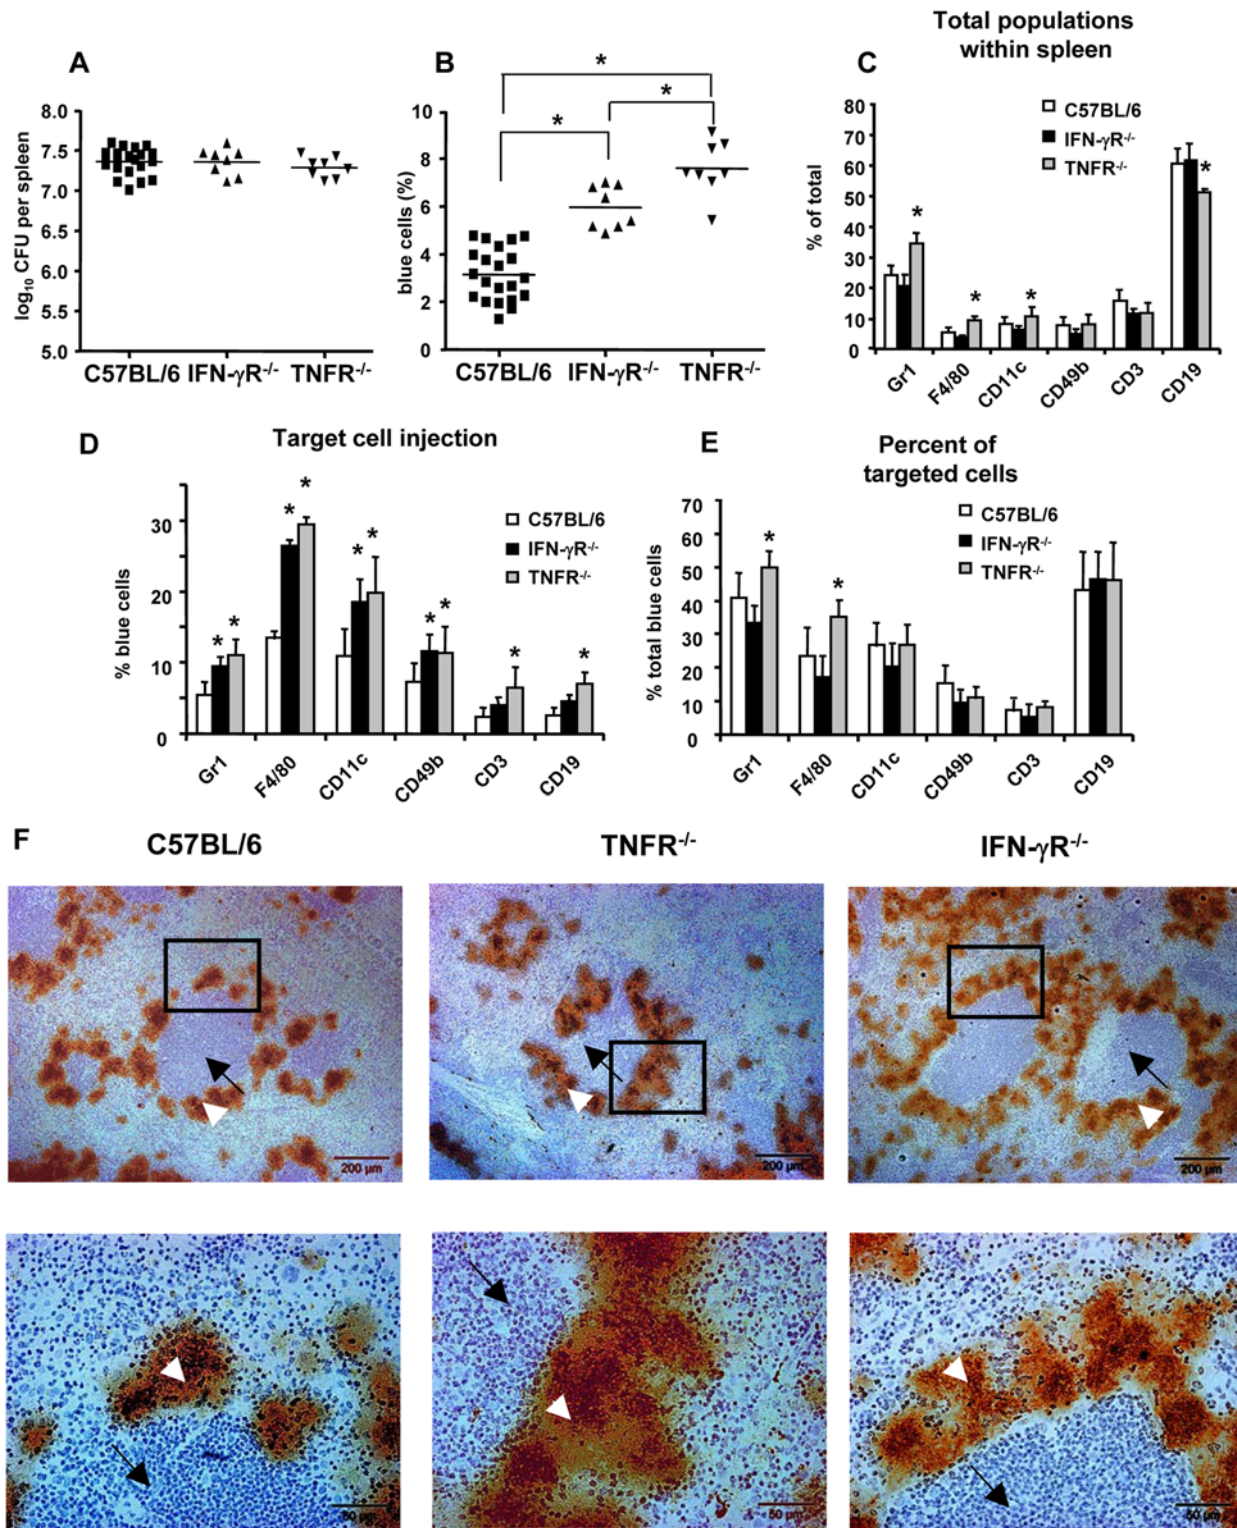 A
log₁₀ CFU per spleen
8.0
7.5
7.0
6.5
6.0
5.5
5.0
C57BL/6 IFN-γR⁻/⁻ TNFR⁻/⁻
B
* * *
blue cells (%)
10
8
6
4
2
0
C57BL/6 IFN-γR⁻/⁻ TNFR⁻/⁻
Total populations
within spleen
C
% of total
80
70
60
50
40
30
20
10
0
C57BL/6
IFN-γR⁻/⁻
TNFR⁻/⁻
* * * *
Gr1 F4/80 CD11c CD49b CD3 CD19
D
Target cell injection
% blue cells
30
20
10
0
C57BL/6
IFN-γR⁻/⁻
TNFR⁻/⁻
* * * * * * * * * *
Gr1 F4/80 CD11c CD49b CD3 CD19
E
Percent of
targeted cells
% total blue cells
70
60
50
40
30
20
10
0
C57BL/6
IFN-γR⁻/⁻
TNFR⁻/⁻
* *
Gr1 F4/80 CD11c CD49b CD3 CD19
F
C57BL/6 TNFR⁻/⁻ IFN-γR⁻/⁻
200 µm 200 µm 200 µm
50 µm 50 µm 50 µm